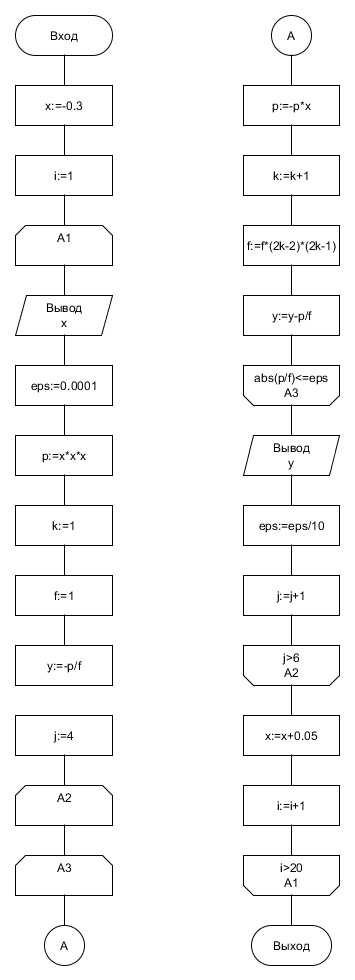 Вход
x:=-0.3
i:=1
A1
Вывод
x
eps:=0.0001
p:=x*x*x
k:=1
f:=1
y:=-p/f
j:=4
A2
A3
A
A
p:=-p*x
k:=k+1
f:=f*(2k-2)*(2k-1)
y:=y-p/f
abs(p/f)<=eps
A3
Вывод
y
eps:=eps/10
j:=j+1
j>6
A2
x:=x+0.05
i:=i+1
i>20
A1
Выход